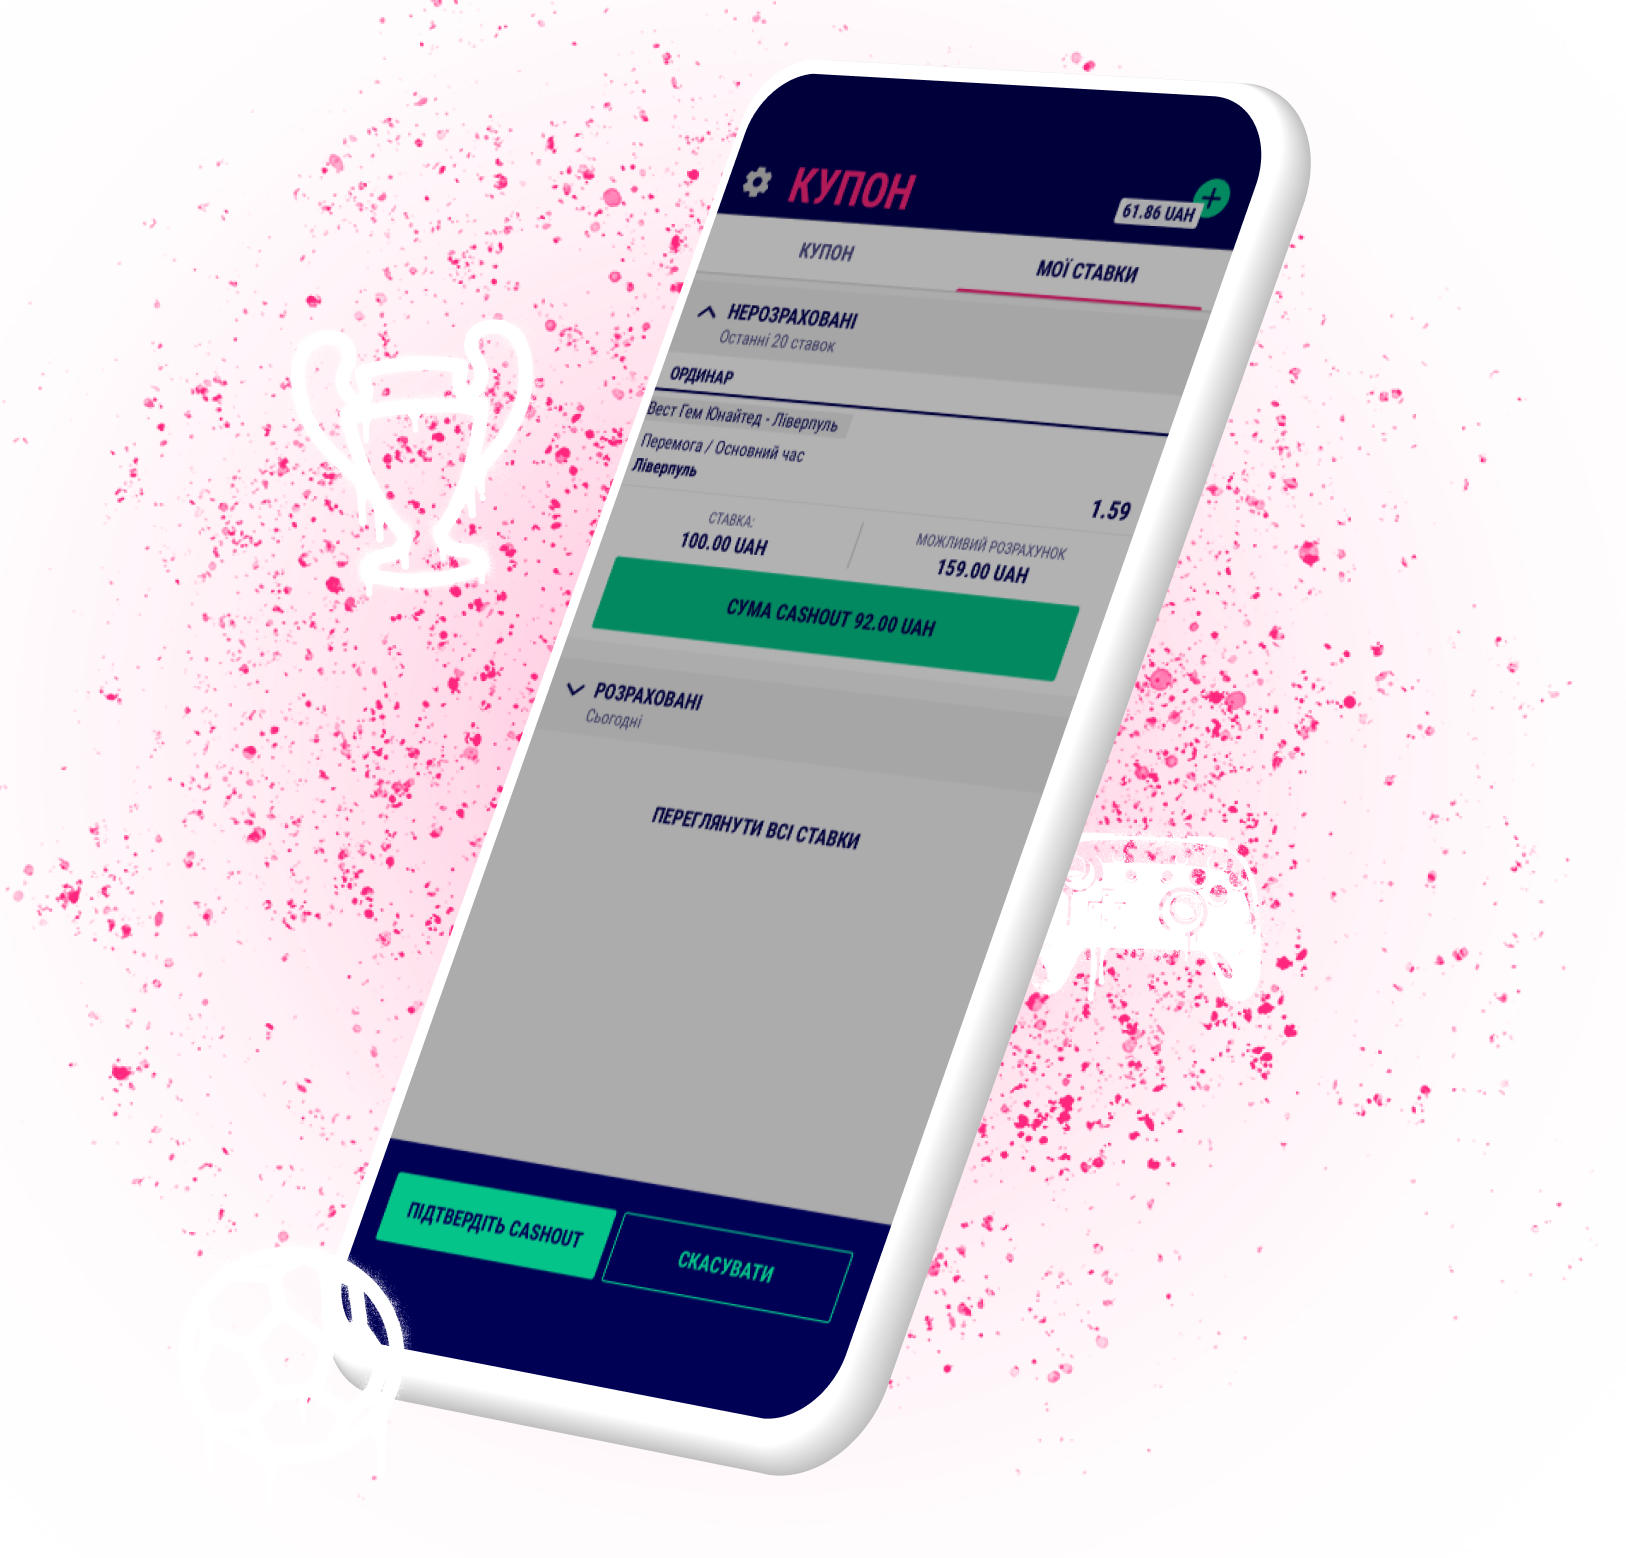 КУПОН
61.86 UAH
КУПОН
МОЇ СТАВКИ
НЕРОЗРАХОВАНІ
Останні 20 ставок
ОРДИНАР
Вест Гем Юнайтед - Ліверпуль
Перемога / Основний час
Ліверпуль
1.59
СТАВКА:
МОЖЛИВИЙ РОЗРАХУНОК
100.00 UAH
159.00 UAH
СУМА CASHOUT 92.00 UAH
РОЗРАХОВАНІ
Сьогодні
ПЕРЕГЛЯНУТИ ВСІ СТАВКИ
ПІДТВЕРДІТЬ CASHOUT
СКАСУВАТИ